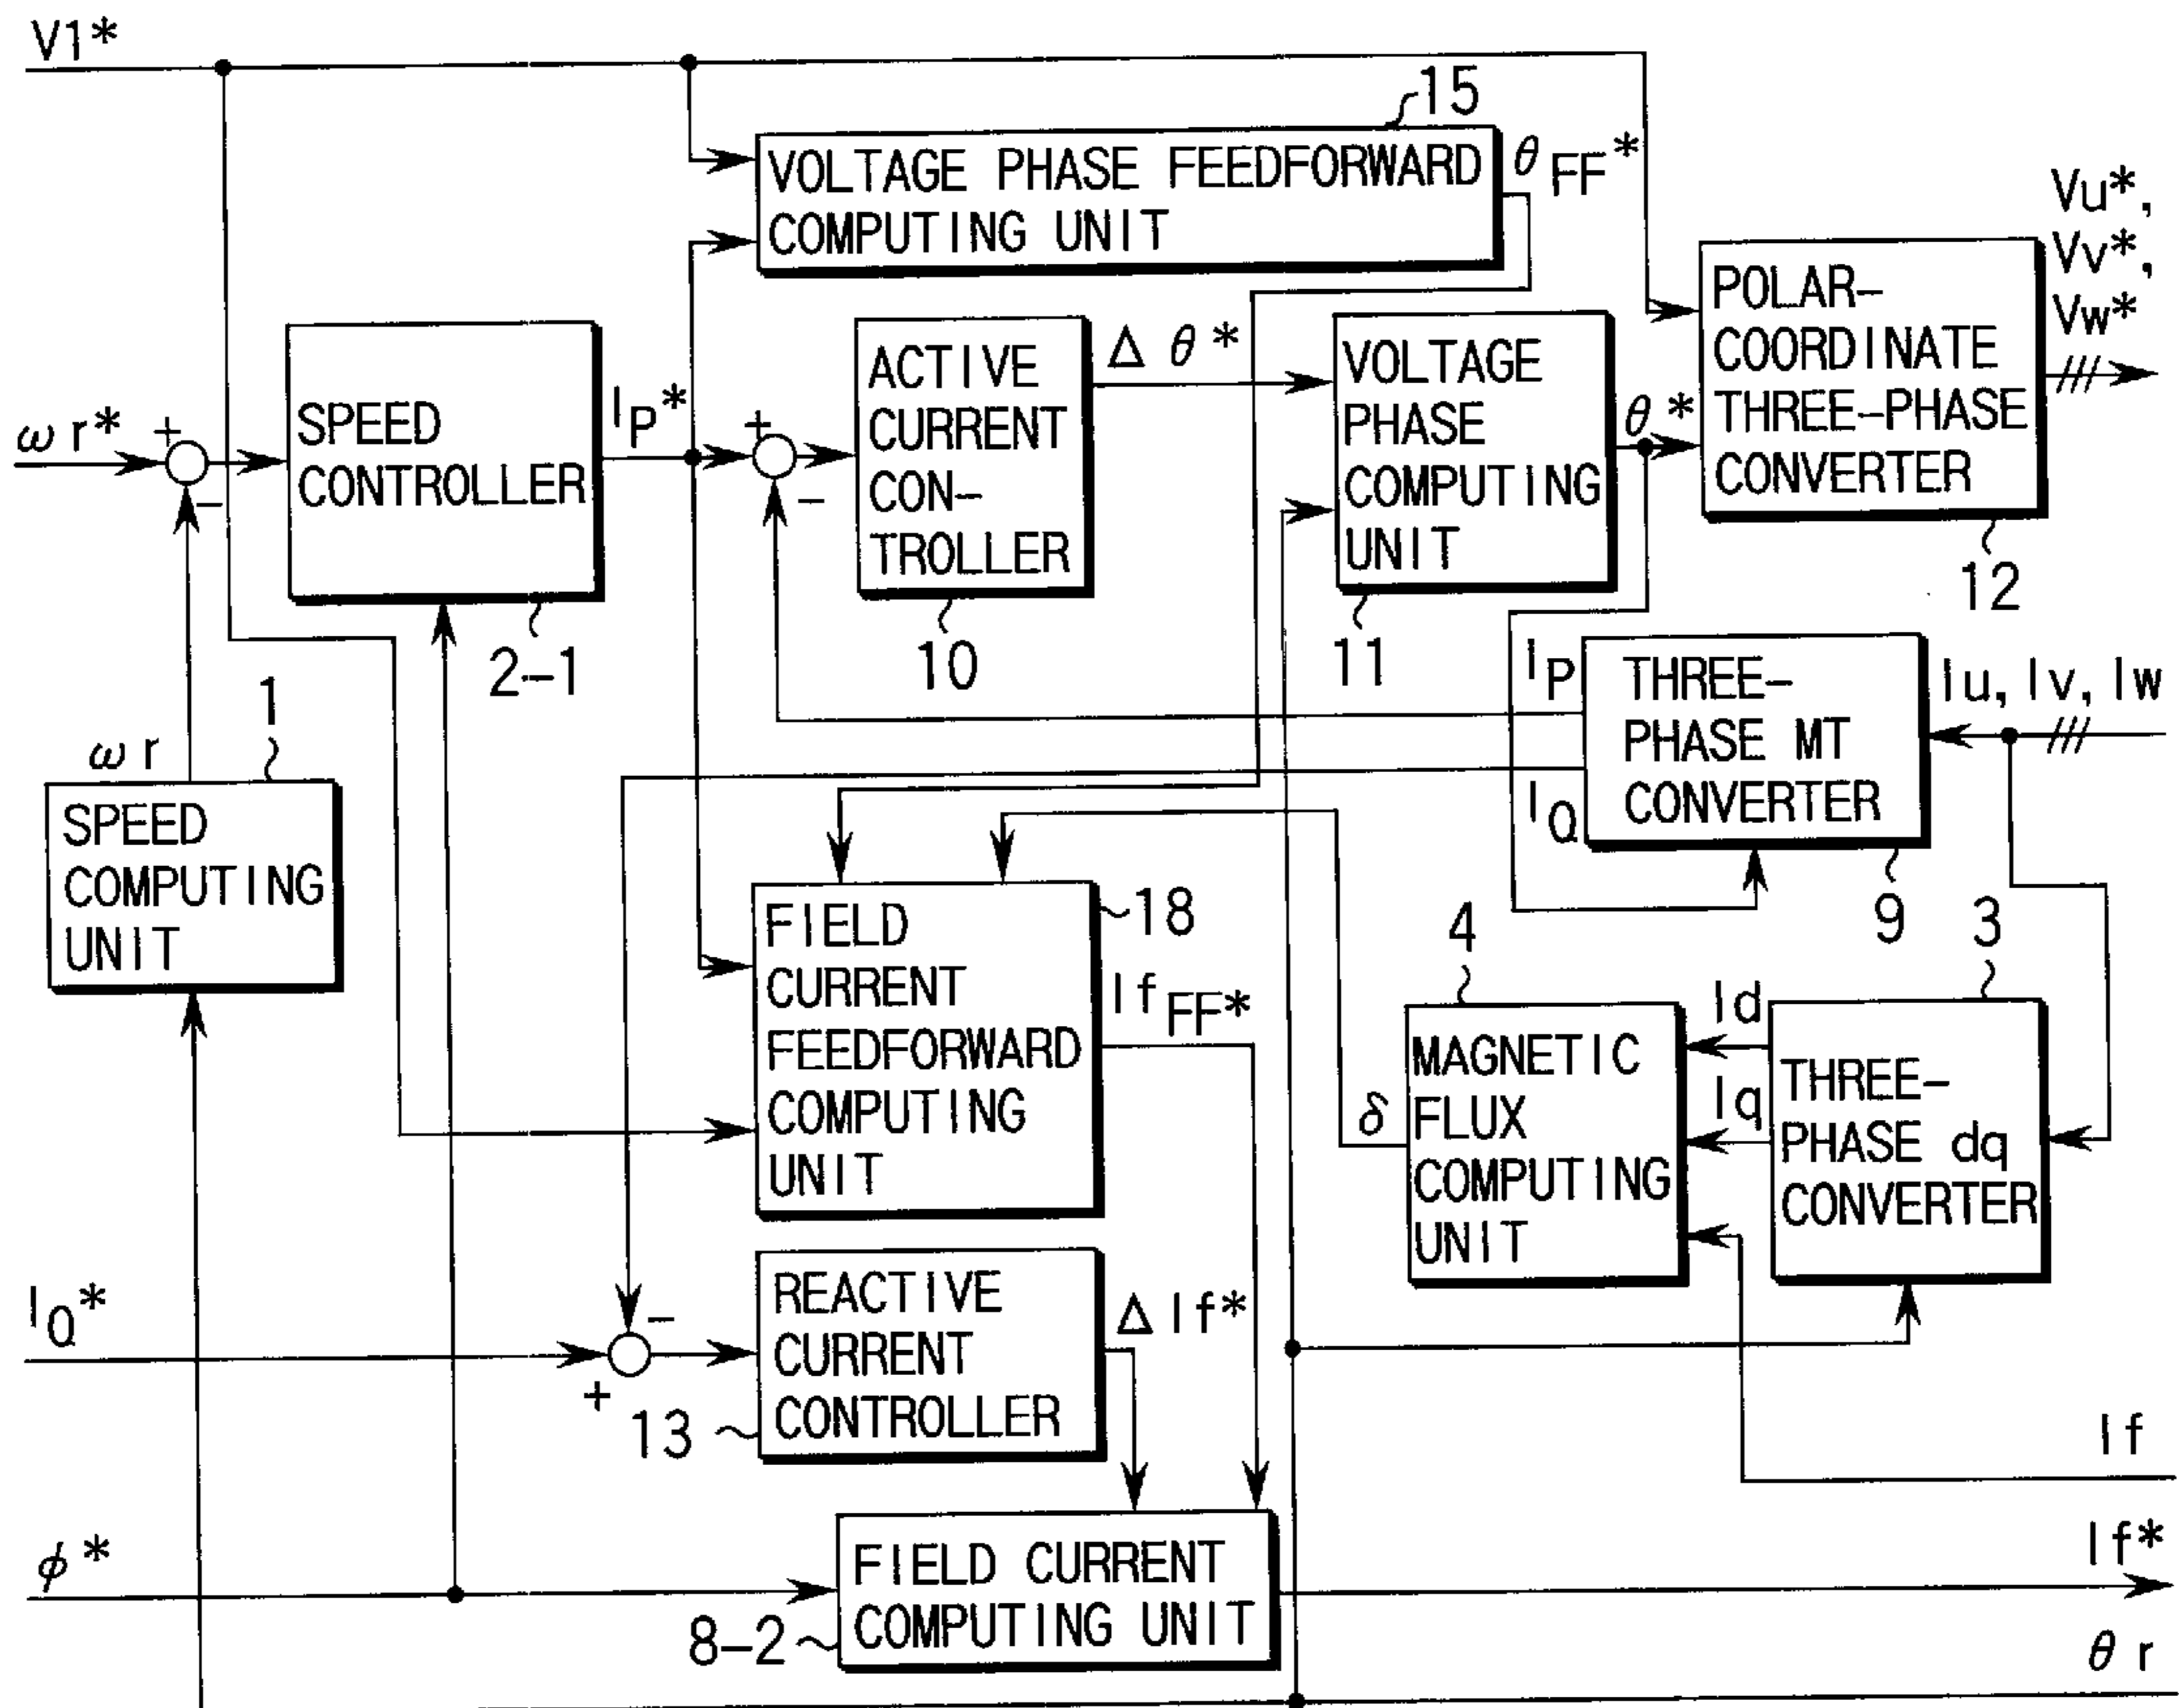 V1*
15
VOLTAGE PHASE FEEDFORWARD
COMPUTING UNIT
θFF*
Vu*,
Vv*,
Vw*
POLAR-
COORDINATE
THREE-PHASE
CONVERTER
12
ωr*
+
-
SPEED
CONTROLLER
2-1
IP*
+
-
ACTIVE
CURRENT
CON-
TROLLER
10
Δθ*
VOLTAGE
PHASE
COMPUTING
UNIT
11
θ*
1
ωr
SPEED
COMPUTING
UNIT
IP
IQ
THREE-
PHASE MT
CONVERTER
9
Iu, Iv, Iw
FIELD
CURRENT
FEEDFORWARD
COMPUTING
UNIT
18
IfFF*
4
MAGNETIC
FLUX
COMPUTING
UNIT
δ
Id
Iq
3
THREE-
PHASE dq
CONVERTER
IQ*
-
+
REACTIVE
CURRENT
CONTROLLER
13
ΔIf*
If
φ*
FIELD CURRENT
COMPUTING UNIT
8-2
If*
θr